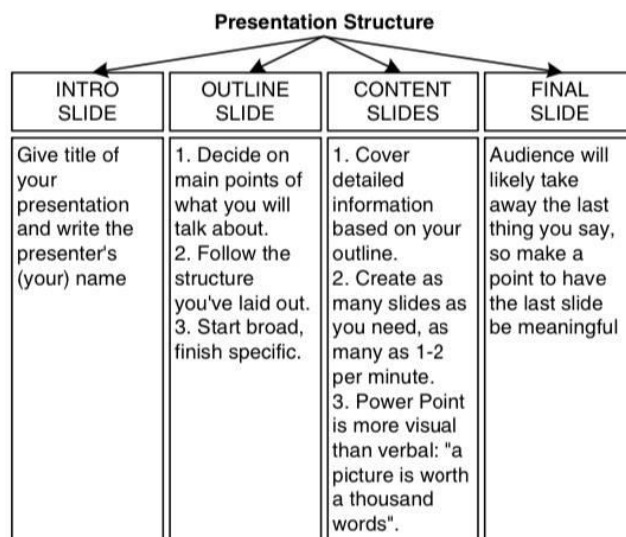 Presentation Structure
INTRO
SLIDE
OUTLINE
SLIDE
CONTENT
SLIDES
FINAL
SLIDE
Give title of
your
presentation
and write the
presenter's
(your) name
1. Decide on
main points of
what you will
talk about.
2. Follow the
structure
you've laid out.
3. Start broad,
finish specific.
1. Cover
detailed
information
based on your
outline.
2. Create as
many slides as
you need, as
many as 1-2
per minute.
3. Power Point
is more visual
than verbal: "a
picture is worth
a thousand
words".
Audience will
likely take
away the last
thing you say,
so make a
point to have
the last slide
be meaningful